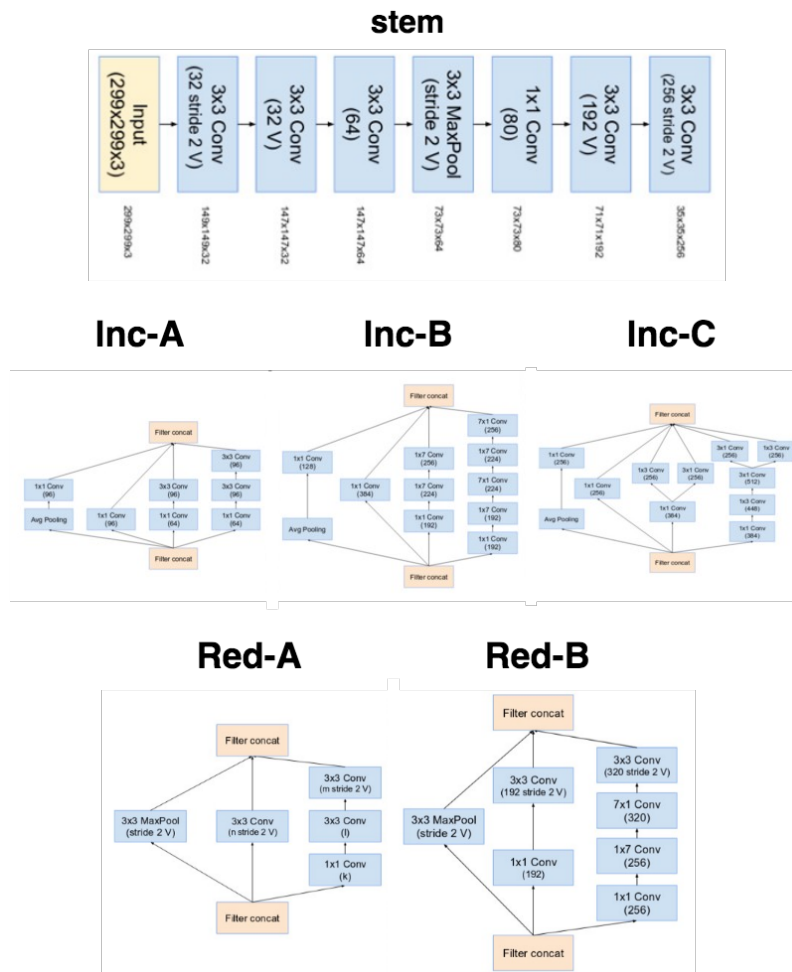 stem
Input
(299x299x3)
3x3 Conv
(32 stride 2 V)
3x3 Conv
(32 V)
3x3 Conv
(64)
3x3 MaxPool
(stride 2 V)
1x1 Conv
(80)
3x3 Conv
(192 V)
3x3 Conv
(256 stride 2 V)
299x299x3
149x149x32
147x147x32
147x147x64
73x73x64
73x73x80
71x71x192
35x35x256
Inc-A
Inc-B
Inc-C
Filter concat
3x3 Conv
(96)
1x1 Conv
(96)
3x3 Conv
(96)
3x3 Conv
(96)
Avg Pooling
1x1 Conv
(96)
1x1 Conv
(64)
1x1 Conv
(64)
Filter concat
Filter concat
7x1 Conv
(256)
1x1 Conv
(128)
1x7 Conv
(256)
1x7 Conv
(224)
1x1 Conv
(384)
1x7 Conv
(224)
7x1 Conv
(224)
Avg Pooling
1x1 Conv
(192)
1x7 Conv
(192)
1x1 Conv
(192)
Filter concat
Filter concat
3x1 Conv
(256)
1x3 Conv
(256)
1x1 Conv
(256)
1x3 Conv
(256)
3x1 Conv
(256)
3x1 Conv
(512)
1x1 Conv
(256)
1x3 Conv
(448)
Avg Pooling
1x1 Conv
(384)
1x1 Conv
(384)
Filter concat
Red-A
Red-B
Filter concat
3x3 Conv
(m stride 2 V)
3x3 MaxPool
(stride 2 V)
3x3 Conv
(n stride 2 V)
3x3 Conv
(l)
1x1 Conv
(k)
Filter concat
Filter concat
3x3 Conv
(320 stride 2 V)
3x3 Conv
(192 stride 2 V)
7x1 Conv
(320)
3x3 MaxPool
(stride 2 V)
1x7 Conv
(256)
1x1 Conv
(192)
1x1 Conv
(256)
Filter concat